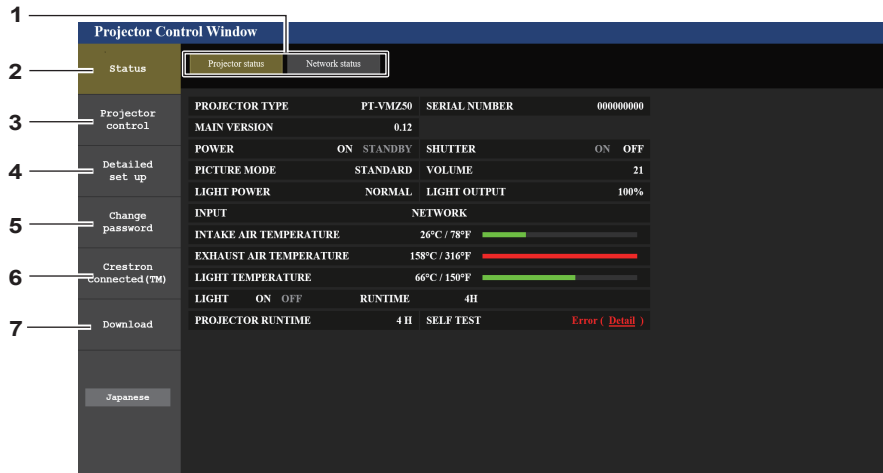 1
Projector Control Window
Projector status Network status
2 Status
3 Projector
control
4 Detailed
set up
5 Change
password
6 Crestron
Connected(TM)
7 Download
Japanese
PROJECTOR TYPE PT-VMZ50 SERIAL NUMBER 000000000
MAIN VERSION 0.12
POWER ON STANDBY SHUTTER ON OFF
PICTURE MODE STANDARD VOLUME 21
LIGHT POWER NORMAL LIGHT OUTPUT 100%
INPUT NETWORK
INTAKE AIR TEMPERATURE 26°C / 78°F
EXHAUST AIR TEMPERATURE 158°C / 316°F
LIGHT TEMPERATURE 66°C / 150°F
LIGHT ON OFF RUNTIME 4H
PROJECTOR RUNTIME 4 H SELF TEST Error ( Detail )